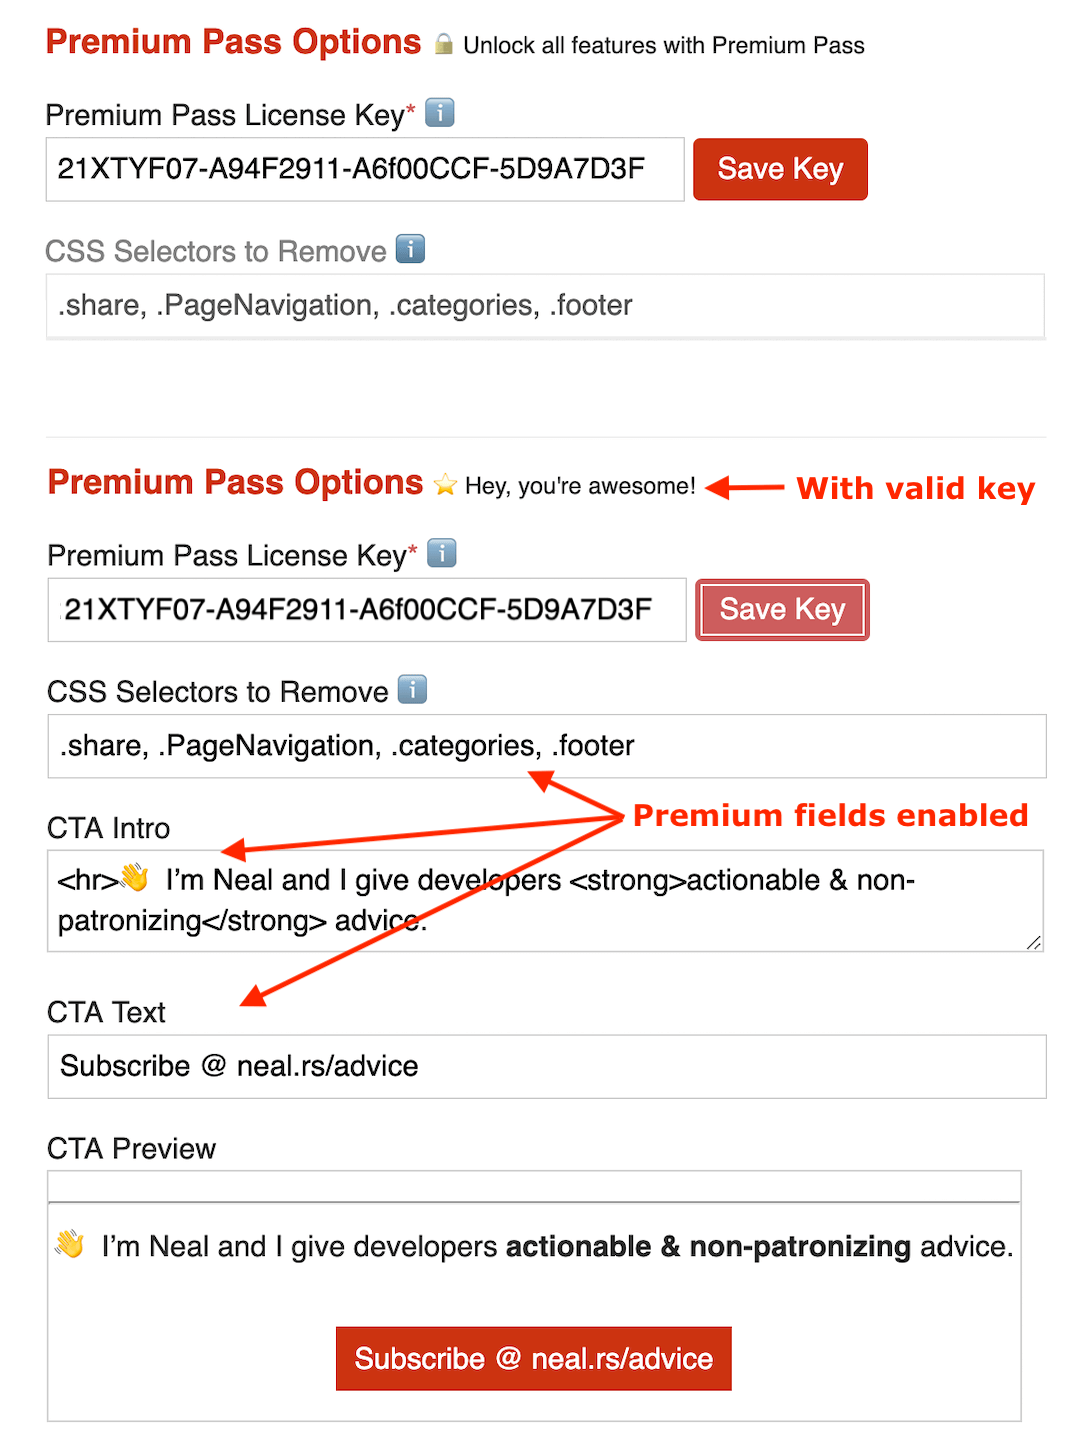 Premium Pass Options 🔒 Unlock all features with Premium Pass
Premium Pass License Key* ℹ️
21XTYF07-A94F2911-A6f00CCF-5D9A7D3F Save Key
CSS Selectors to Remove ℹ️
.share, .PageNavigation, .categories, .footer
Premium Pass Options ⭐ Hey, you're awesome! With valid key
Premium Pass License Key* ℹ️
21XTYF07-A94F2911-A6f00CCF-5D9A7D3F Save Key
CSS Selectors to Remove ℹ️
.share, .PageNavigation, .categories, .footer
Premium fields enabled
CTA Intro
<hr>👋 I’m Neal and I give developers <strong>actionable & non-
patronizing</strong> advice.
CTA Text
Subscribe @ neal.rs/advice
CTA Preview
👋 I’m Neal and I give developers actionable & non-patronizing advice.
Subscribe @ neal.rs/advice